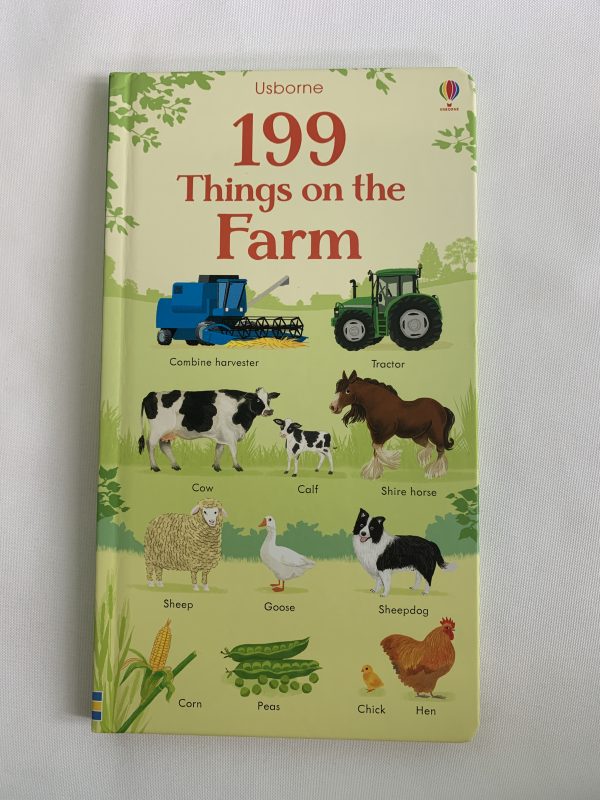 Usborne
USBORNE
199
Things on the
Farm
Combine harvester
Tractor
Cow
Calf
Shire horse
Sheep
Goose
Sheepdog
Corn
Peas
Chick
Hen